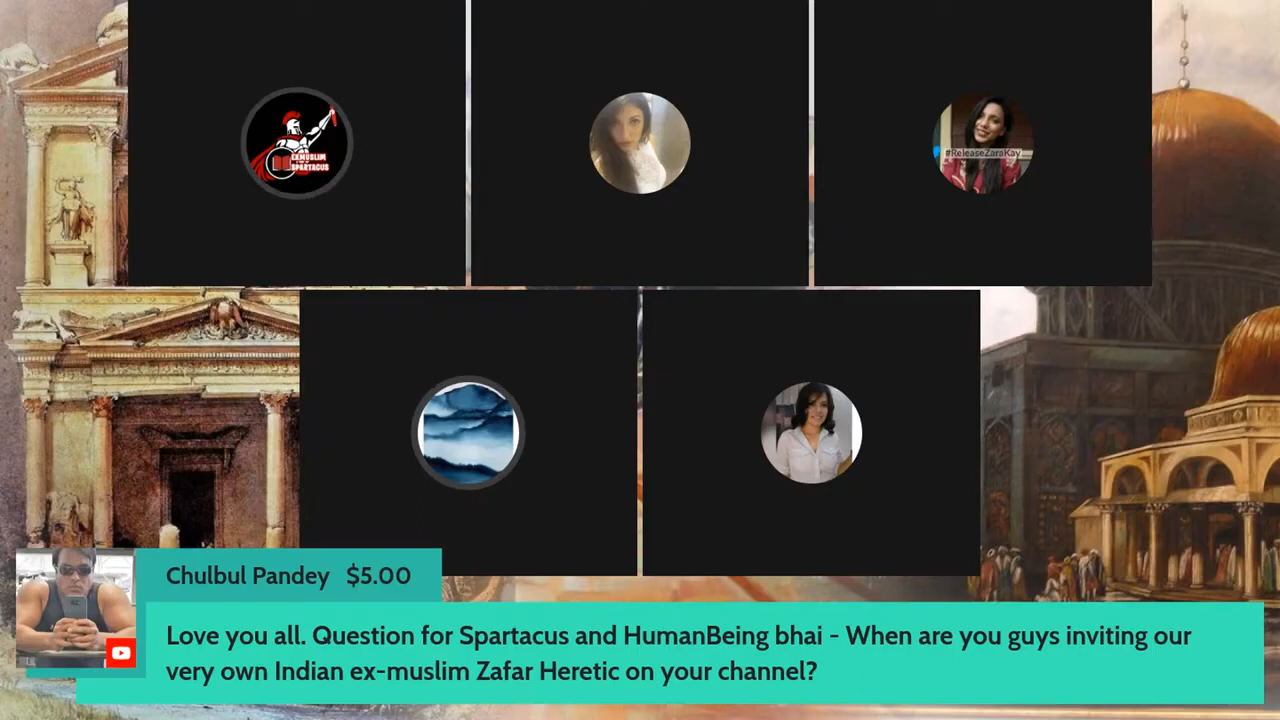 EXMUSLIM
SPARTACUS
#ReleaseZaraKay
Chulbul Pandey $5.00
Love you all. Question for Spartacus and HumanBeing bhai - When are you guys inviting our
very own Indian ex-muslim Zafar Heretic on your channel?